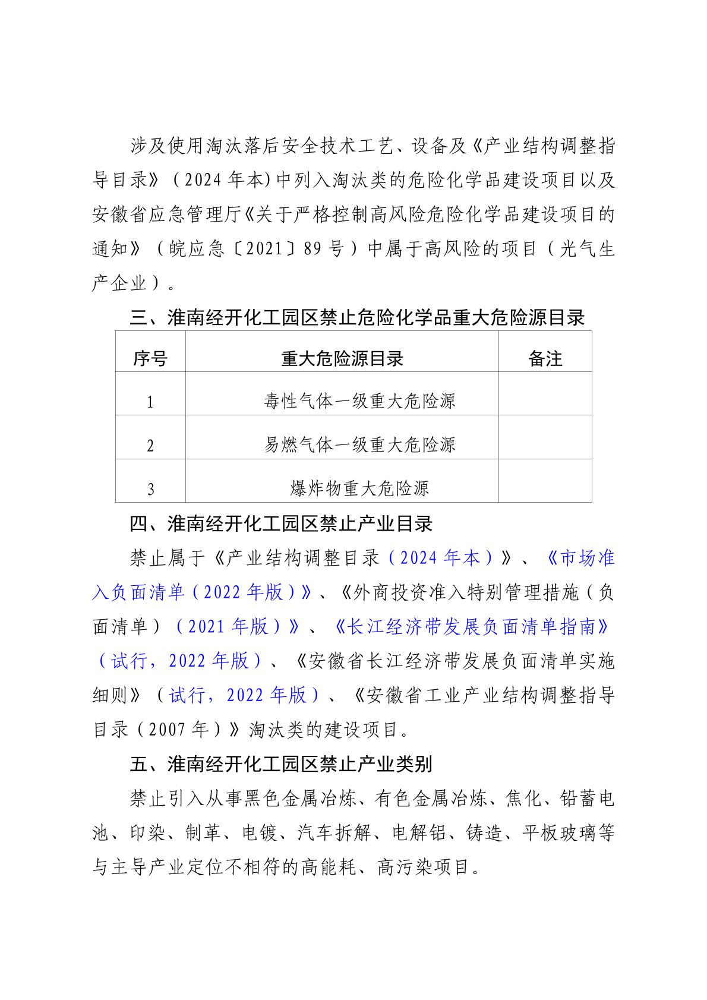 涉及使用淘汰落后安全技术工艺、设备及《产业结构调整指
导目录》（2024 年本)中列入淘汰类的危险化学品建设项目以及
安徽省应急管理厅《关于严格控制高风险危险化学品建设项目的
通知》（皖应急〔2021〕89 号）中属于高风险的项目（光气生
产企业）。
三、淮南经开化工园区禁止危险化学品重大危险源目录
序号 重大危险源目录 备注
1 毒性气体一级重大危险源
2 易燃气体一级重大危险源
3 爆炸物重大危险源
四、淮南经开化工园区禁止产业目录
禁止属于《产业结构调整目录（2024 年本）》、《市场准
入负面清单（2022 年版）》、《外商投资准入特别管理措施（负
面清单）（2021 年版）》、《长江经济带发展负面清单指南》
（试行，2022 年版）、《安徽省长江经济带发展负面清单实施
细则》（试行，2022 年版）、《安徽省工业产业结构调整指导
目录（2007 年）》淘汰类的建设项目。
五、淮南经开化工园区禁止产业类别
禁止引入从事黑色金属冶炼、有色金属冶炼、焦化、铅蓄电
池、印染、制革、电镀、汽车拆解、电解铝、铸造、平板玻璃等
与主导产业定位不相符的高能耗、高污染项目。